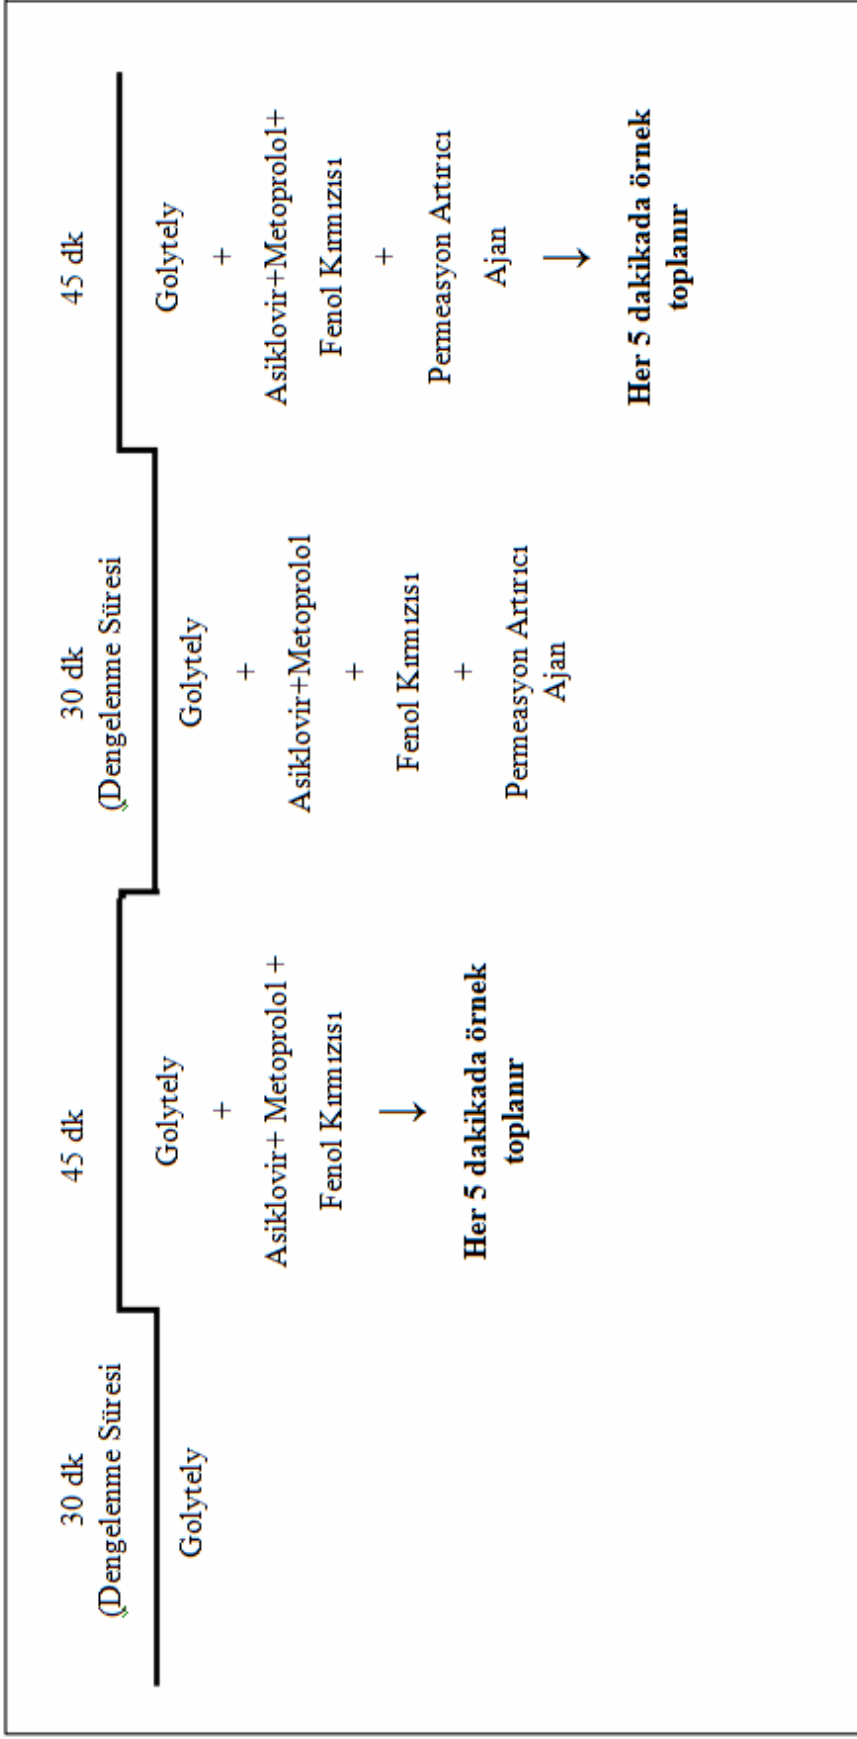 30 dk
(Dengelenme Süresi
Golytely
45 dk
Golytely
+
Asiklovir+ Metoprolol +
Fenol Kırmızısı
↓
Her 5 dakikada örnek
toplanır
30 dk
(Dengelenme Süresi
Golytely
+
Asiklovir+Metoprolol
+
Fenol Kırmızısı
+
Permeasyon Artırıcı
Ajan
45 dk
Golytely
+
Asiklovir+Metoprolol+
Fenol Kırmızısı
+
Permeasyon Artırıcı
Ajan
↓
Her 5 dakikada örnek
toplanır